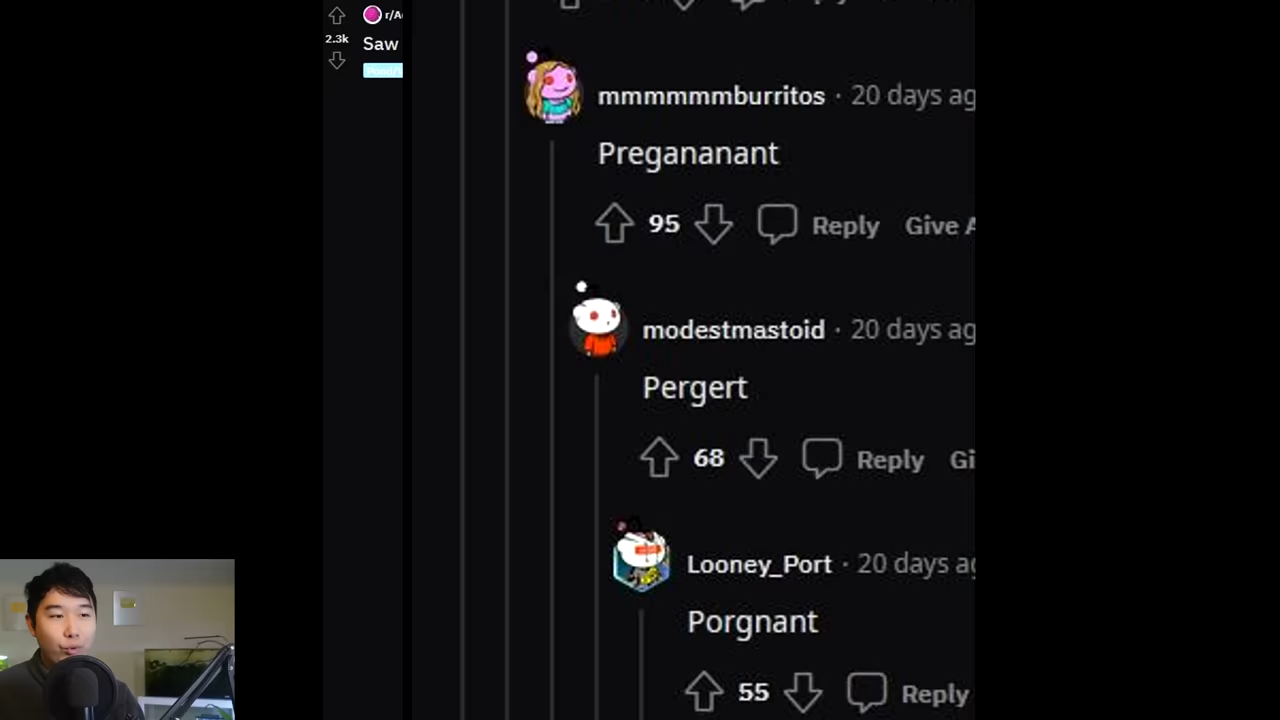 r/A
2.3k
Saw
mmmmmmburritos · 20 days ag
Pregananant
95 Reply Give A
modestmastoid · 20 days ag
Pergert
68 Reply Gi
Looney_Port · 20 days ag
Porgnant
55 Reply